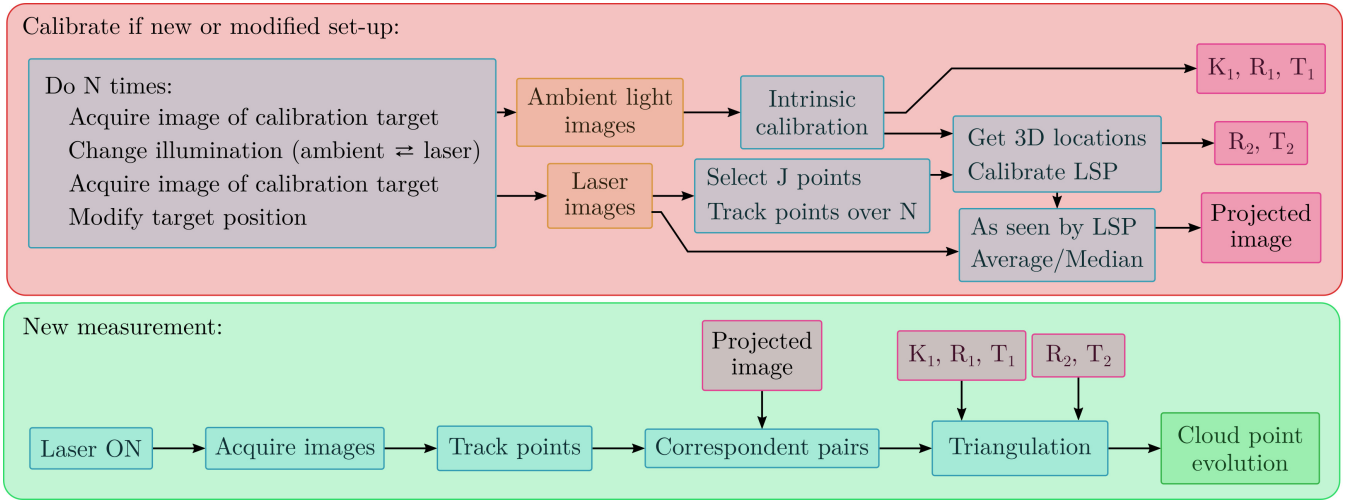 Calibrate if new or modified set-up:
Do N times:
Acquire image of calibration target
Change illumination (ambient ⇄ laser)
Acquire image of calibration target
Modify target position
Ambient light
images
Laser
images
Intrinsic
calibration
Select J points
Track points over N
Get 3D locations
Calibrate LSP
As seen by LSP
Average/Median
K₁, R₁, T₁
R₂, T₂
Projected
image
New measurement:
Laser ON
Acquire images
Track points
Projected
image
Correspondent pairs
K₁, R₁, T₁
R₂, T₂
Triangulation
Cloud point
evolution